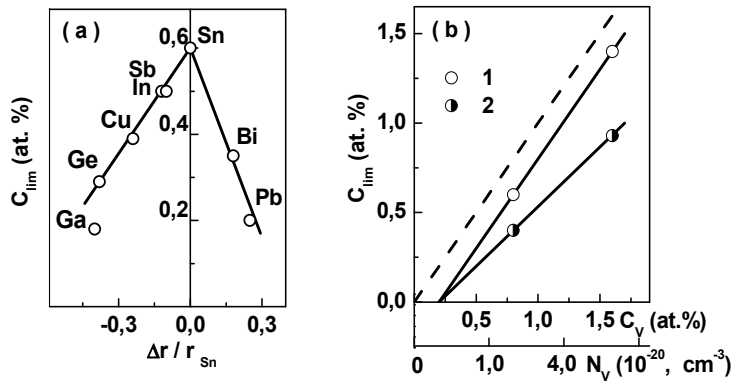 ( a )
0,6
Sn
Sb
In
Cu
0,4
Bi
Ge
Pb
Ga
0,2
C_lim (at. %)
-0,3
0,0
0,3
Δr / r_Sn
( b )
1,5
1
2
1,0
C_lim (at. %)
0,5
0,0
0,5
1,0
1,5
C_V (at.%)
0
1,0
4,0
N_V (10^-20, cm^-3)